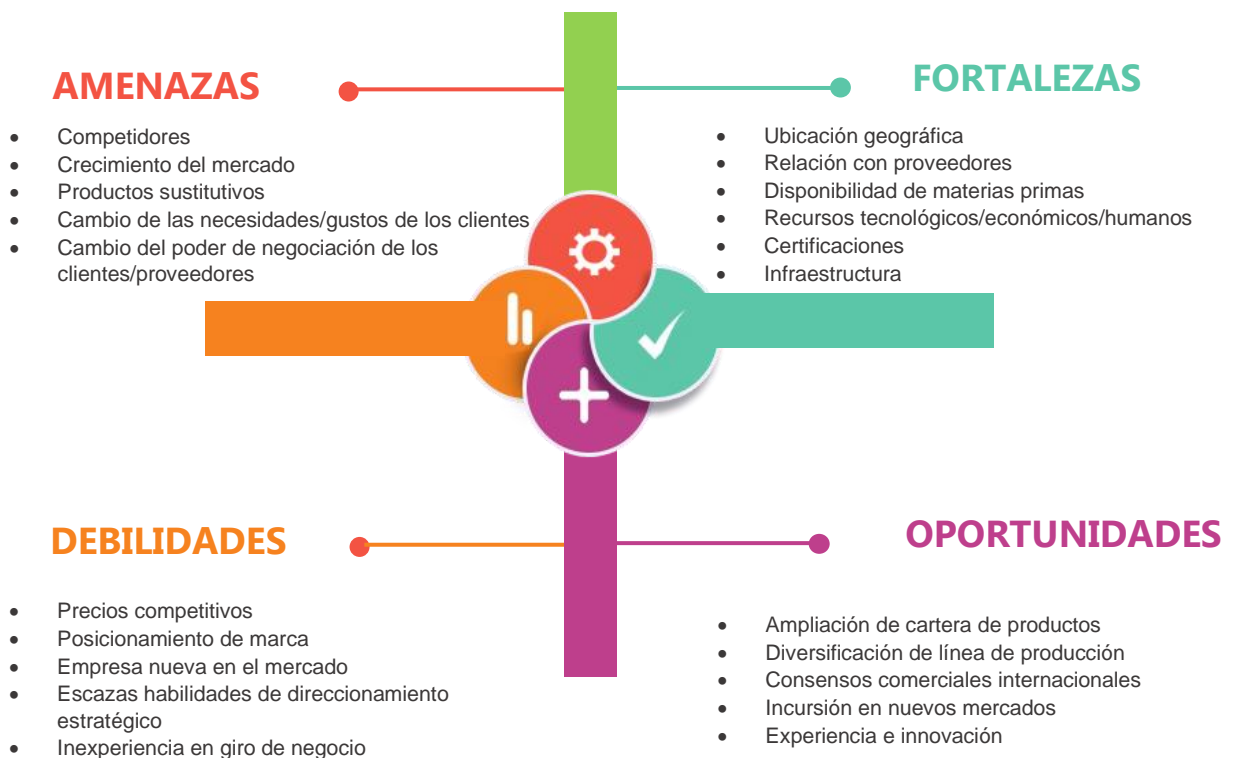 AMENAZAS
• Competidores
• Crecimiento del mercado
• Productos sustitutivos
• Cambio de las necesidades/gustos de los clientes
• Cambio del poder de negociación de los
clientes/proveedores
FORTALEZAS
• Ubicación geográfica
• Relación con proveedores
• Disponibilidad de materias primas
• Recursos tecnológicos/económicos/humanos
• Certificaciones
• Infraestructura
DEBILIDADES
• Precios competitivos
• Posicionamiento de marca
• Empresa nueva en el mercado
• Escazas habilidades de direccionamiento
estratégico
• Inexperiencia en giro de negocio
OPORTUNIDADES
• Ampliación de cartera de productos
• Diversificación de línea de producción
• Consensos comerciales internacionales
• Incursión en nuevos mercados
• Experiencia e innovación